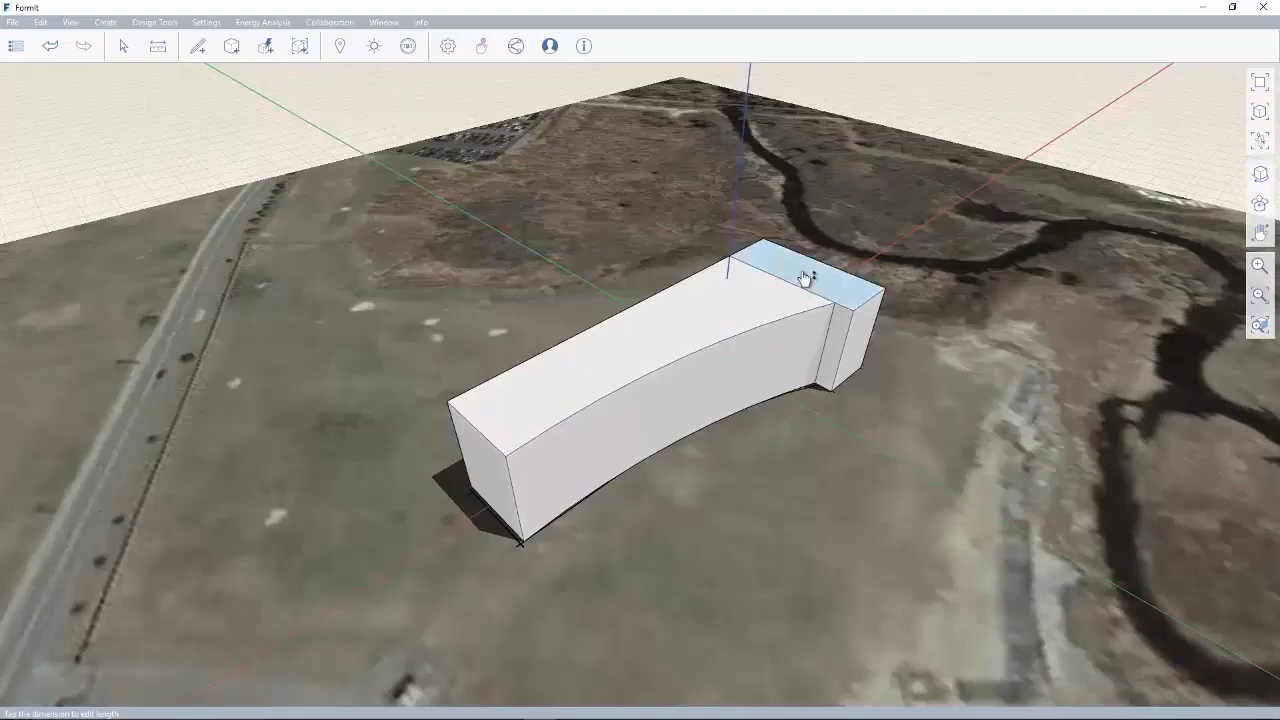 FormIt
File Edit View Create Design Tools Settings Energy Analysis Collaboration Window Info
Tap the dimension to edit length